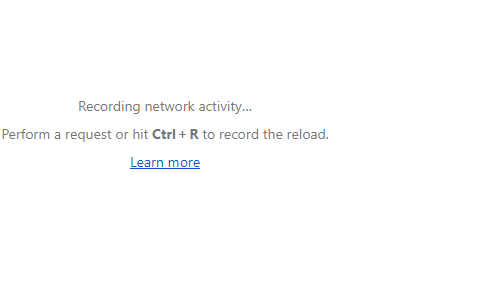 Recording network activity…
Perform a request or hit Ctrl + R to record the reload.
Learn more